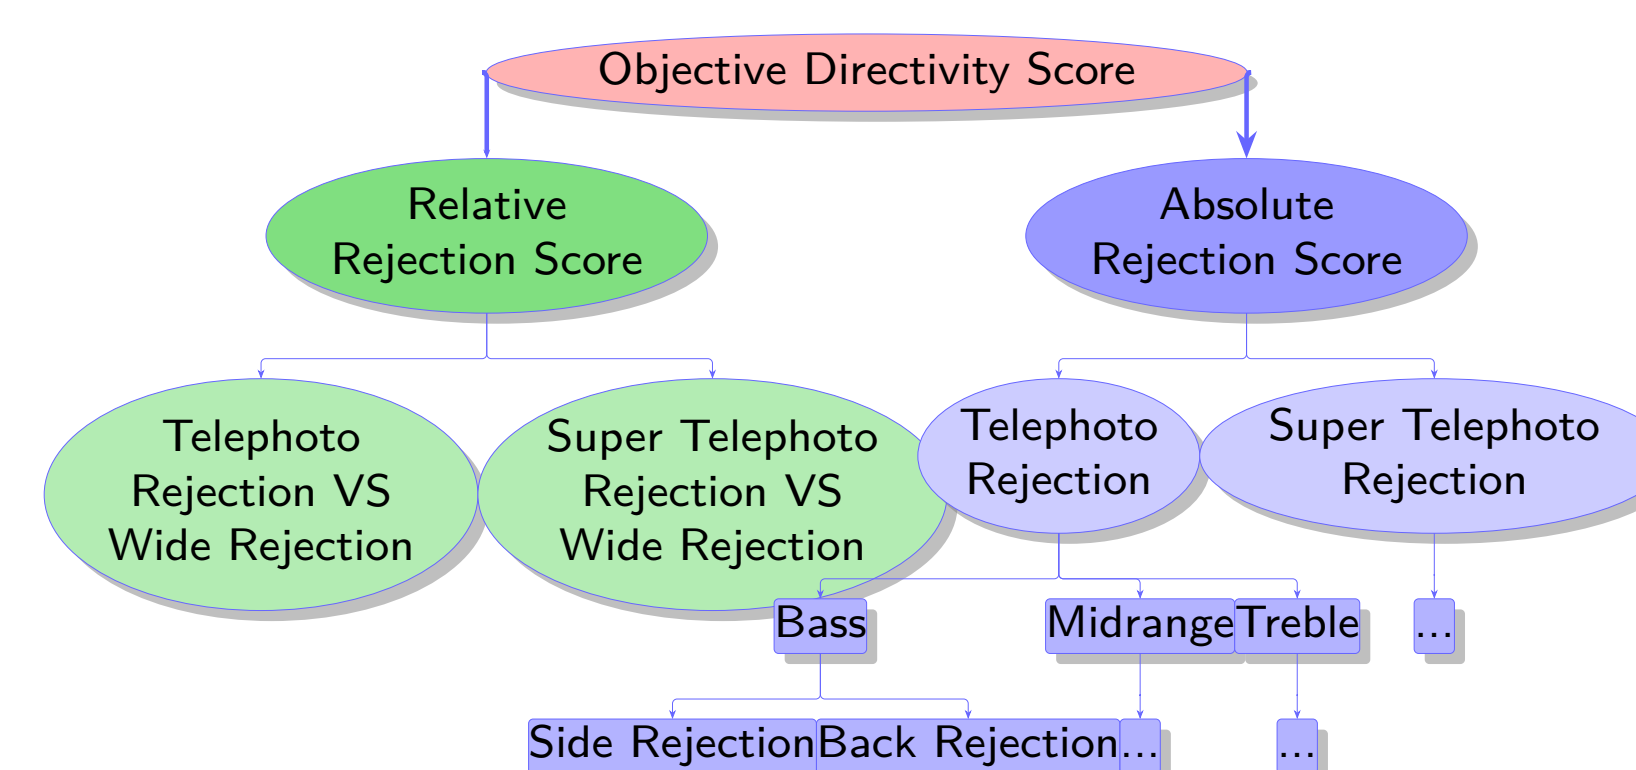 Objective Directivity Score
Relative
Rejection Score
Absolute
Rejection Score
Telephoto
Rejection VS
Wide Rejection
Super Telephoto
Rejection VS
Wide Rejection
Telephoto
Rejection
Super Telephoto
Rejection
Bass
Midrange
Treble
...
Side Rejection
Back Rejection
...
...